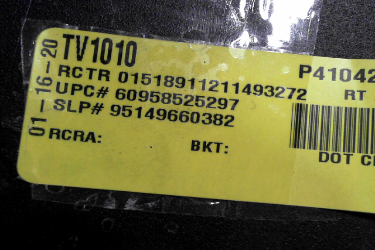 01-16-20
TV1010
RCTR 01518911211493272
UPC# 60958525297
SLP# 95149660382
RCRA:
BKT:
P41042
RT
DOT C